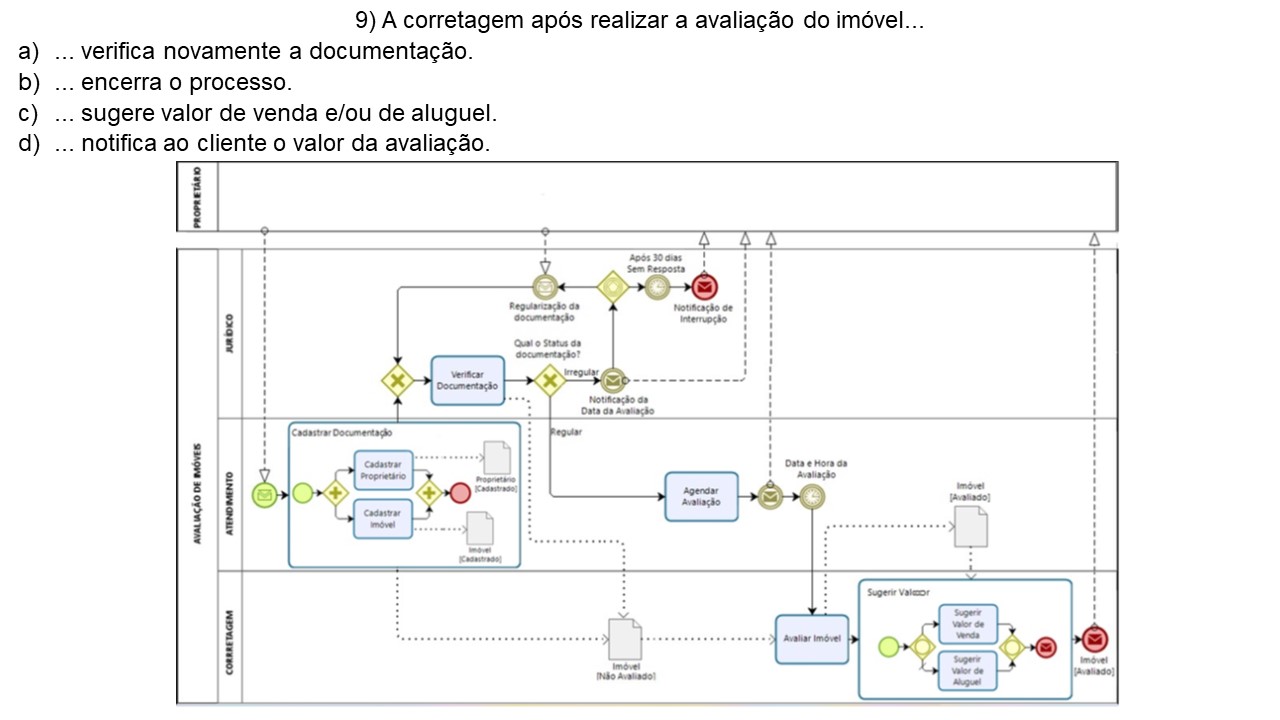 9) A corretagem após realizar a avaliação do imóvel...
a) ... verifica novamente a documentação.
b) ... encerra o processo.
c) ... sugere valor de venda e/ou de aluguel.
d) ... notifica ao cliente o valor da avaliação.
PROPRIETÁRIO
AVALIAÇÃO DE IMÓVEIS
JURÍDICO
Após 30 dias
Sem Resposta
Regularização da
documentação
Notificação de
Interrupção
Qual o Status da
documentação?
Verificar
Documentação
Irregular
Notificação da
Data da Avaliação
Regular
ATENDIMENTO
Cadastrar Documentação
Cadastrar
Proprietário
Proprietário
[Cadastrado]
Cadastrar
Imóvel
Imóvel
[Cadastrado]
Agendar
Avaliação
Data e Hora da
Avaliação
Imóvel
[Avaliado]
CORRRETAGEM
Imóvel
[Não Avaliado]
Avaliar Imóvel
Sugerir
Sugerir
Valor de
Venda
Sugerir
Valor de
Aluguel
Imóvel
[Avaliado]